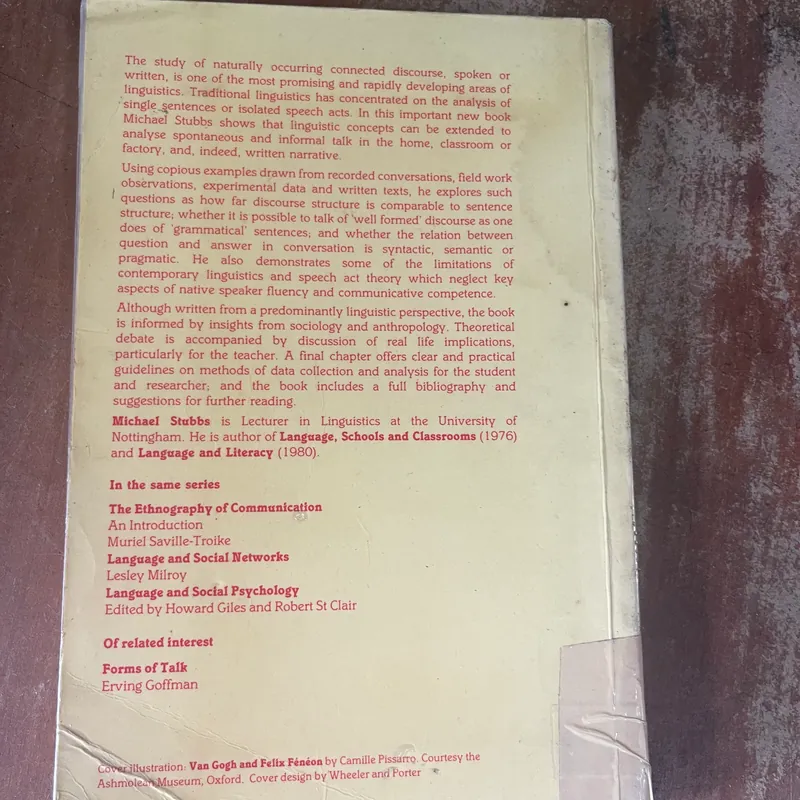 The study of naturally occurring connected discourse, spoken or
written, is one of the most promising and rapidly developing areas of
linguistics. Traditional linguistics has concentrated on the analysis of
single sentences or isolated speech acts. In this important new book
Michael Stubbs shows that linguistic concepts can be extended to
analyse spontaneous and informal talk in the home, classroom or
factory, and, indeed, written narrative.
Using copious examples drawn from recorded conversations, field work
observations, experimental data and written texts, he explores such
questions as how far discourse structure is comparable to sentence
structure; whether it is possible to talk of 'well formed' discourse as one
does of 'grammatical' sentences; and whether the relation between
question and answer in conversation is syntactic, semantic or
pragmatic. He also demonstrates some of the limitations of
contemporary linguistics and speech act theory which neglect key
aspects of native speaker fluency and communicative competence.
Although written from a predominantly linguistic perspective, the book
is informed by insights from sociology and anthropology. Theoretical
debate is accompanied by discussion of real life implications,
particularly for the teacher. A final chapter offers clear and practical
guidelines on methods of data collection and analysis for the student
and researcher; and the book includes a full bibliography and
suggestions for further reading.
Michael Stubbs is Lecturer in Linguistics at the University of
Nottingham. He is author of Language, Schools and Classrooms (1976)
and Language and Literacy (1980).
In the same series
The Ethnography of Communication
An Introduction
Muriel Saville-Troike
Language and Social Networks
Lesley Milroy
Language and Social Psychology
Edited by Howard Giles and Robert St Clair
Of related interest
Forms of Talk
Erving Goffman
Cover illustration: Van Gogh and Felix Fénéon by Camille Pissarro. Courtesy the
Ashmolean Museum, Oxford. Cover design by Wheeler and Porter